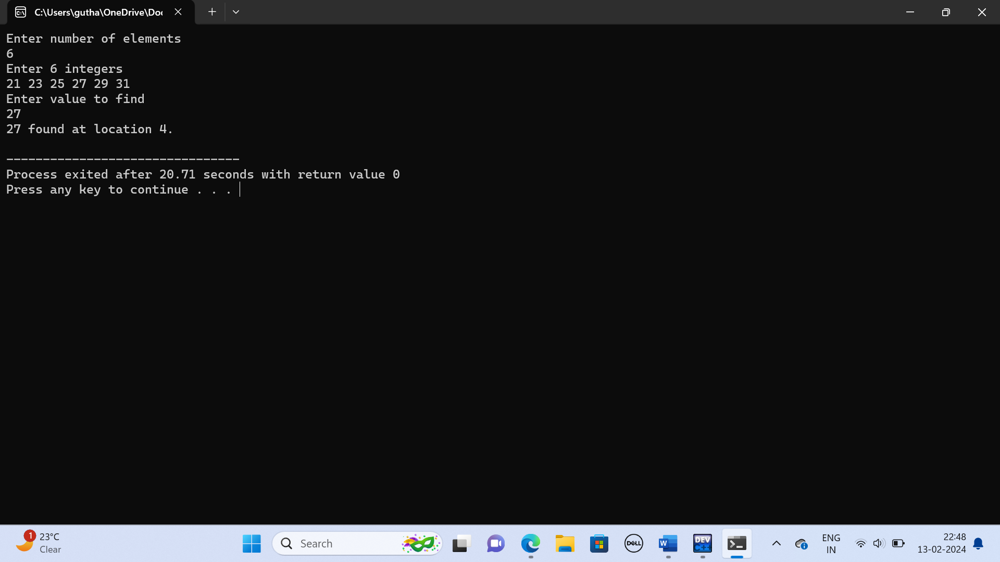 C:\Users\gutha\OneDrive\Doc
Enter number of elements
6
Enter 6 integers
21 23 25 27 29 31
Enter value to find
27
27 found at location 4.
--------------------------------
Process exited after 20.71 seconds with return value 0
Press any key to continue . . .
1
23°C
Clear
Search
DELL
W
DEV
C++
ENG
IN
22:48
13-02-2024